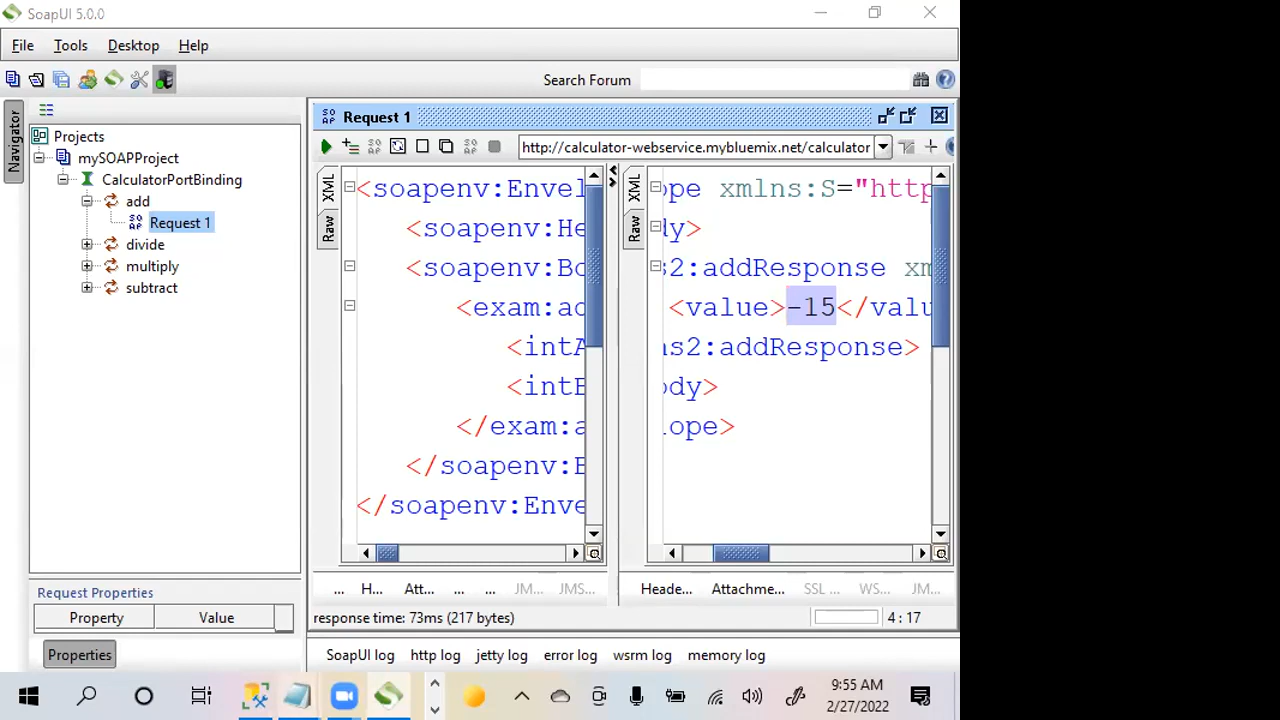 SoapUI 5.0.0
File Tools Desktop Help
Search Forum
Navigator
Projects
mySOAPProject
CalculatorPortBinding
add
Request 1
divide
multiply
subtract
Request Properties
Property Value
Properties
SO AP Request 1
http://calculator-webservice.mybluemix.net/calculator
XML
Raw
<soapenv:Envel
<soapenv:He
<soapenv:Bo
<exam:ad
<intA
<intB
</exam:a
</soapenv:B
</soapenv:Enve
XML
Raw
ope xmlns:S="http
dy>
s2:addResponse xm
<value>-15</valu
ns2:addResponse>
ody>
lope>
... H... Att... ... ... JM... JMS...
Heade... Attachme... SSL ... WS... JM...
response time: 73ms (217 bytes)
4 : 17
SoapUI log http log jetty log error log wsrm log memory log
9:55 AM
2/27/2022